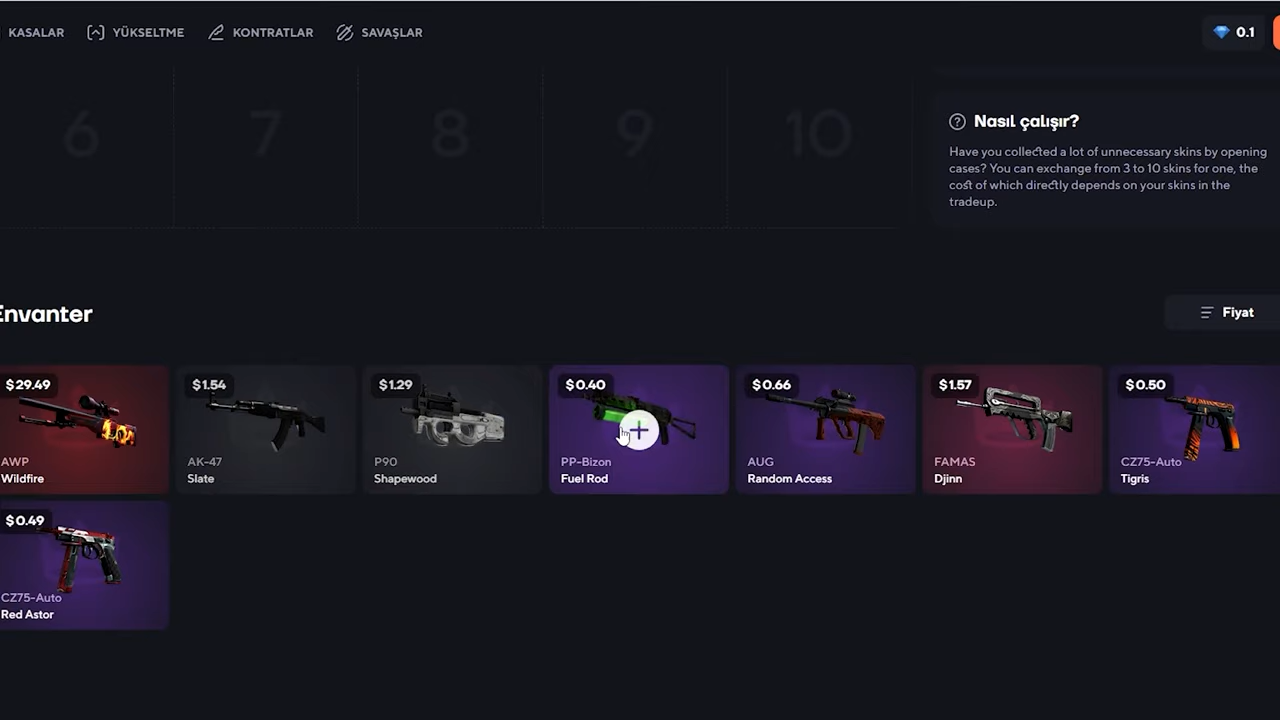 KASALAR YÜKSELTME KONTRATLAR SAVAŞLAR 0.1
6 7 8 9 10
Nasıl çalışır?
Have you collected a lot of unnecessary skins by opening
cases? You can exchange from 3 to 10 skins for one, the
cost of which directly depends on your skins in the
tradeup.
Envanter
Fiyat
$29.49
AWP
Wildfire
$1.54
AK-47
Slate
$1.29
P90
Shapewood
$0.40
PP-Bizon
Fuel Rod
$0.66
AUG
Random Access
$1.57
FAMAS
Djinn
$0.50
CZ75-Auto
Tigris
$0.49
CZ75-Auto
Red Astor